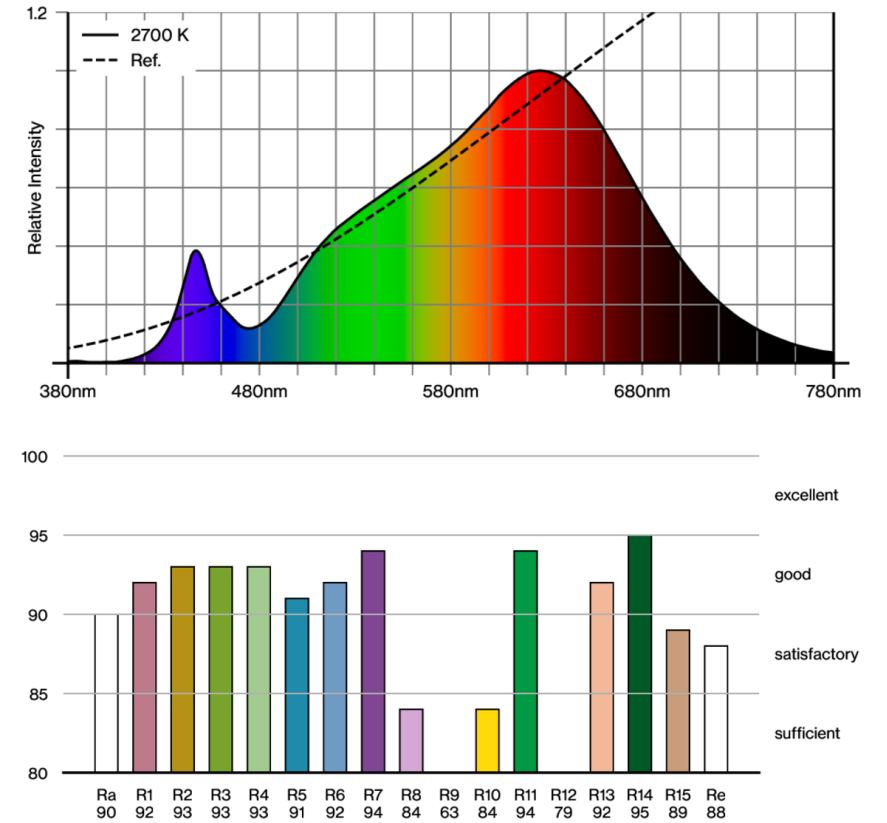 1.2
2700 K
Ref.
Relative Intensity
380nm 480nm 580nm 680nm 780nm
100
excellent
95
good
90
satisfactory
85
sufficient
80
Ra R1 R2 R3 R4 R5 R6 R7 R8 R9 R10 R11 R12 R13 R14 R15 Re
90 92 93 93 93 91 92 94 84 63 84 94 79 92 95 89 88